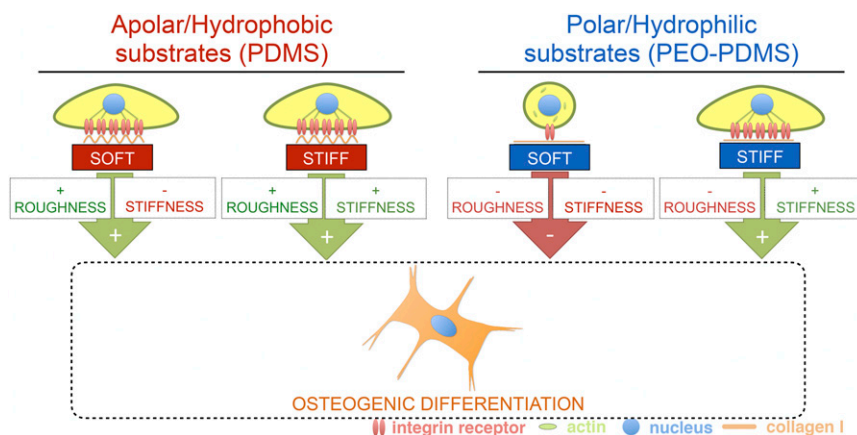 Apolar/Hydrophobic
substrates (PDMS)
Polar/Hydrophilic
substrates (PEO-PDMS)
SOFT
STIFF
SOFT
STIFF
+
ROUGHNESS
-
STIFFNESS
+
ROUGHNESS
+
STIFFNESS
-
ROUGHNESS
-
STIFFNESS
-
ROUGHNESS
+
STIFFNESS
+
+
-
+
OSTEOGENIC DIFFERENTIATION
integrin receptor
actin
nucleus
collagen I